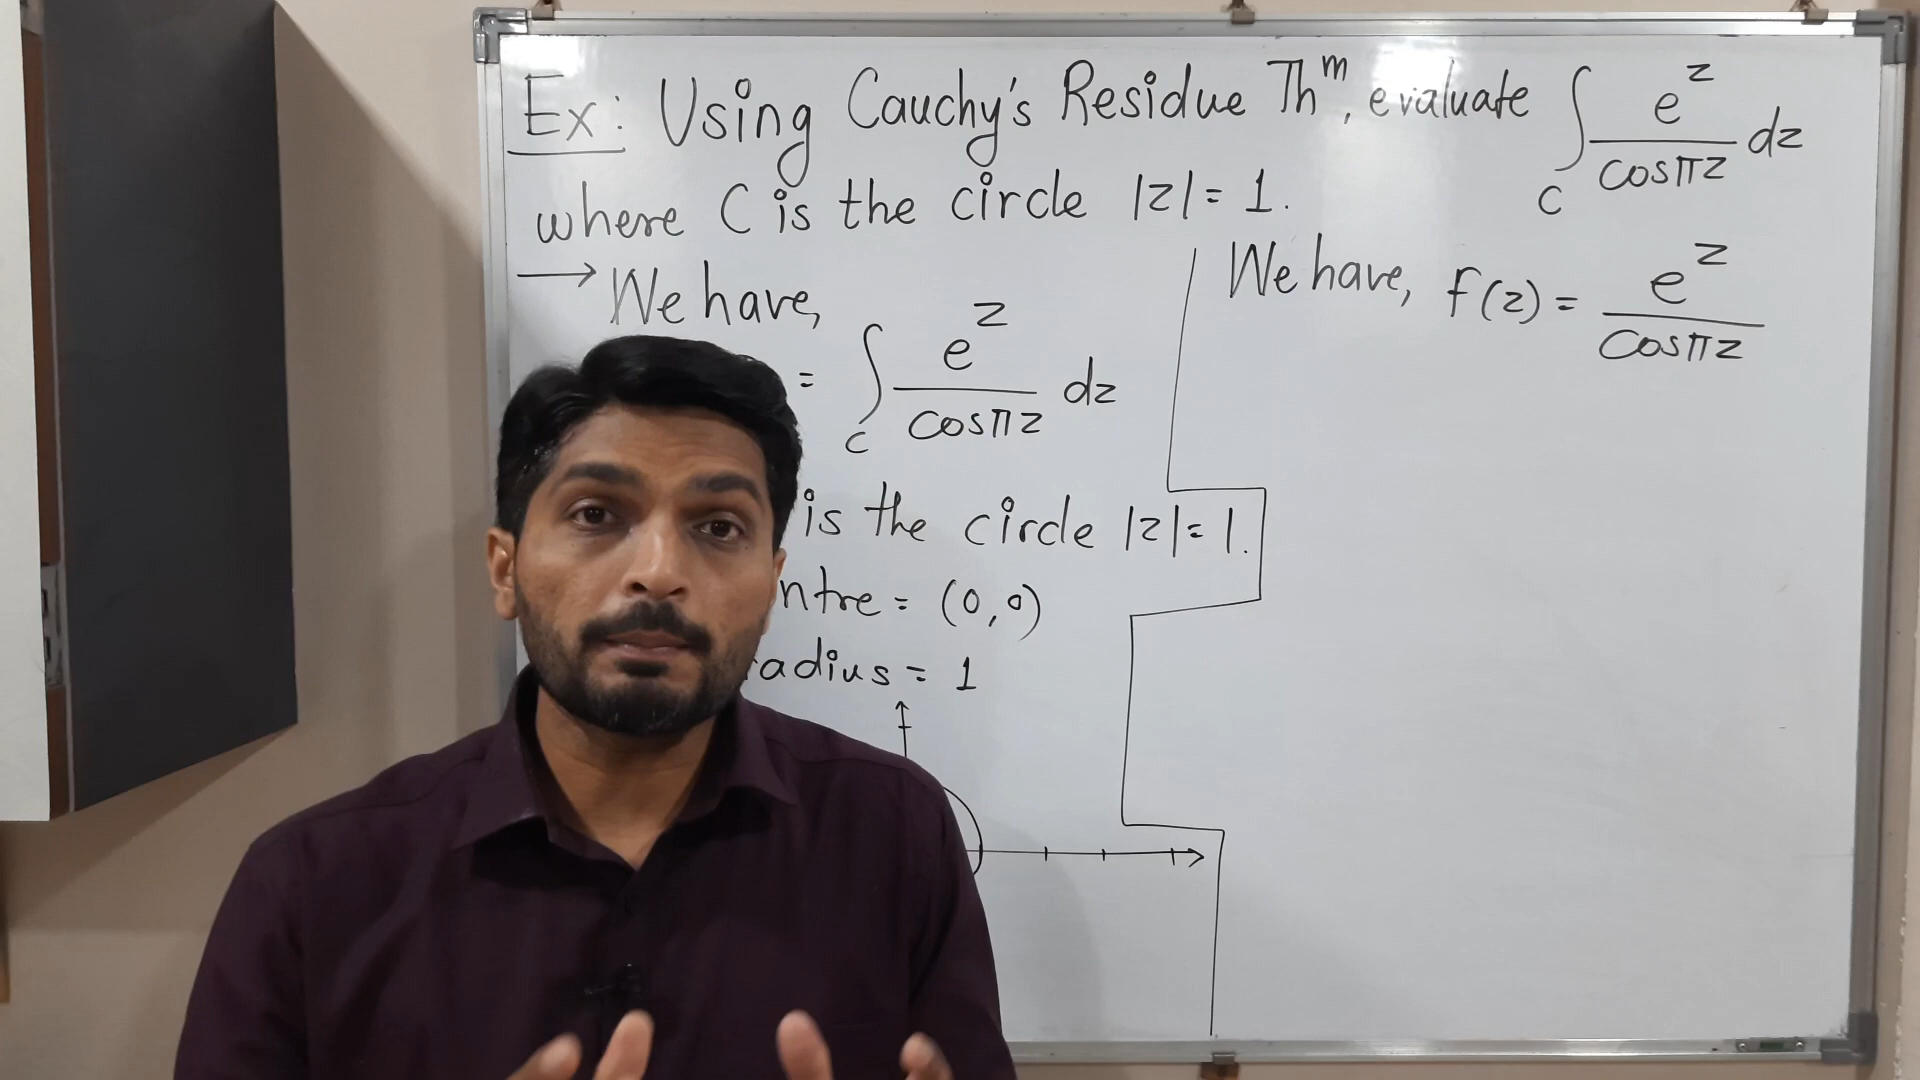 Ex: Using Cauchy's Residue Thᵐ, evaluate ∫_C e^z/cosπz dz
where C is the circle |z| = 1.
→ We have,
= ∫_C e^z/cosπz dz
is the circle |z| = 1.
ntre = (0,0)
adius = 1
We have, f(z) = e^z/cosπz